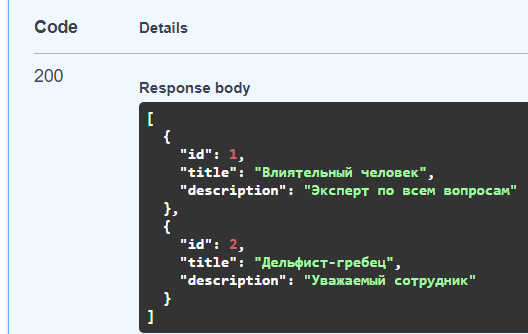 Code Details
200
Response body
[
  {
    "id": 1,
    "title": "Влиятельный человек",
    "description": "Эксперт по всем вопросам"
  },
  {
    "id": 2,
    "title": "Дельфист-гребец",
    "description": "Уважаемый сотрудник"
  }
]